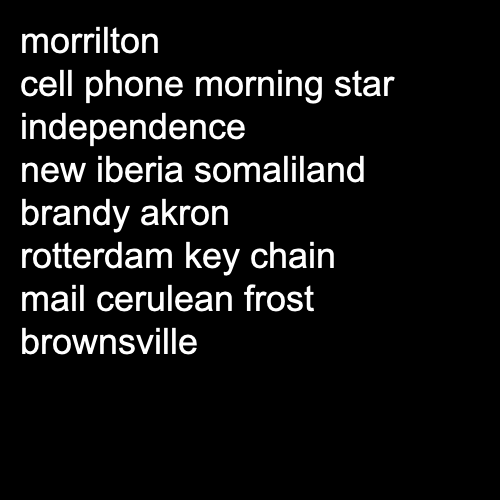 morrilton
cell phone morning star
independence
new iberia somaliland
brandy akron
rotterdam key chain
mail cerulean frost
brownsville